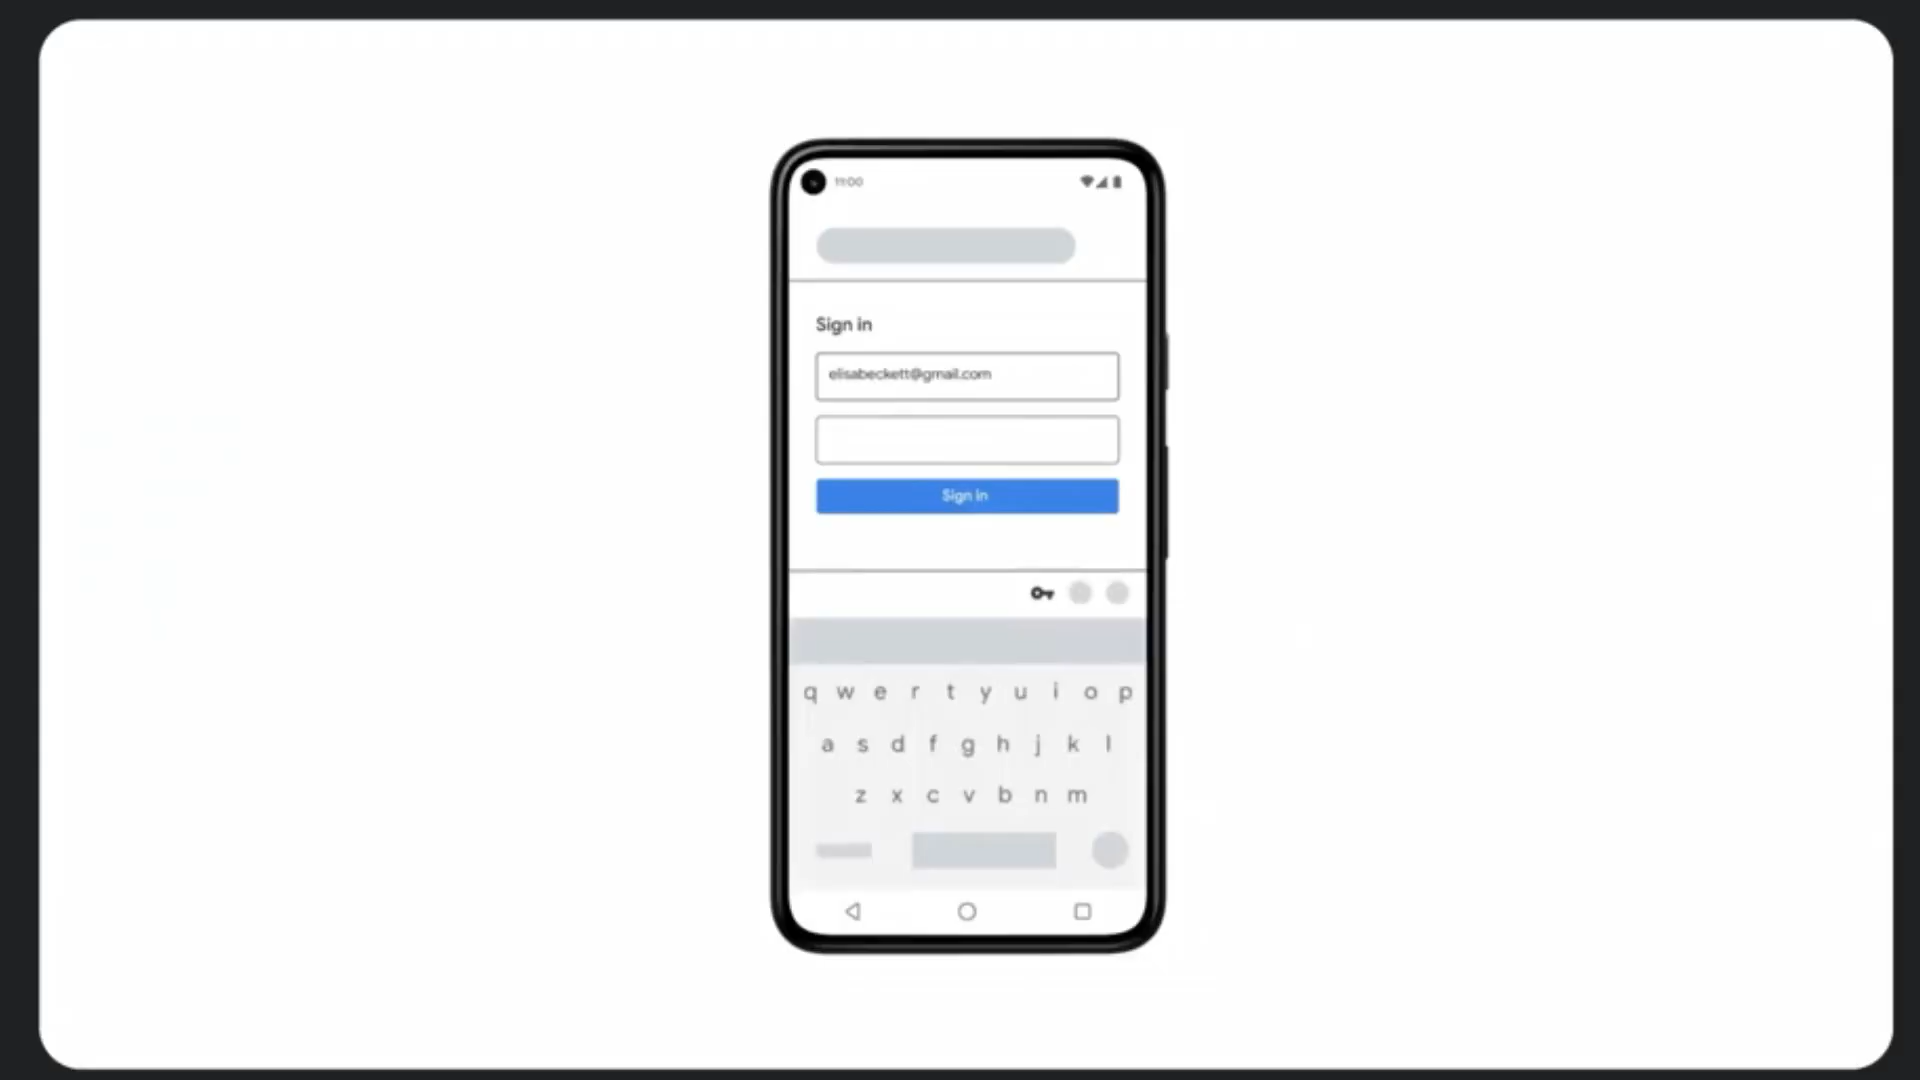 11:00
Sign in
elisabeckett@gmail.com
Sign in
q w e r t y u i o p
a s d f g h j k l
z x c v b n m